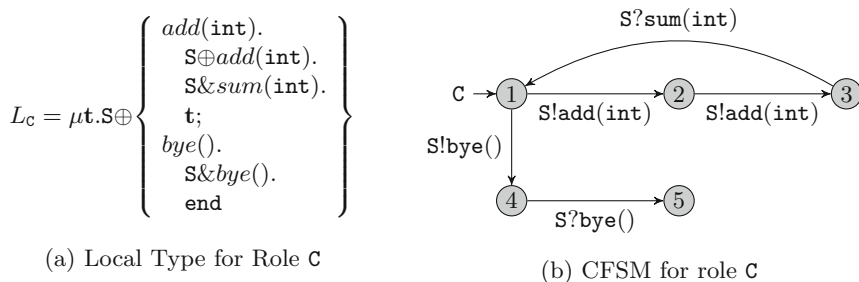 L_C = μt.S⊕ { add(int).
S⊕add(int).
S&sum(int).
t;
bye().
S&bye().
end }
(a) Local Type for Role C
S?sum(int)
C 1 2 3
S!add(int) S!add(int)
S!bye()
4 5
S?bye()
(b) CFSM for role C